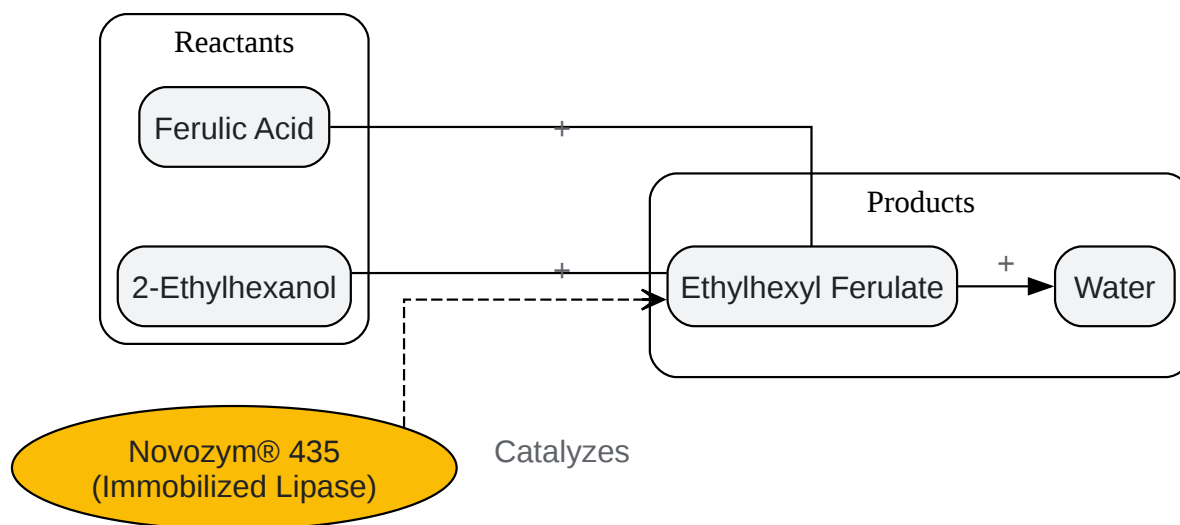 Reactants
Ferulic Acid
+
2-Ethylhexanol
+
Products
Ethylhexyl Ferulate
+
Water
Novozym® 435
(Immobilized Lipase)
Catalyzes